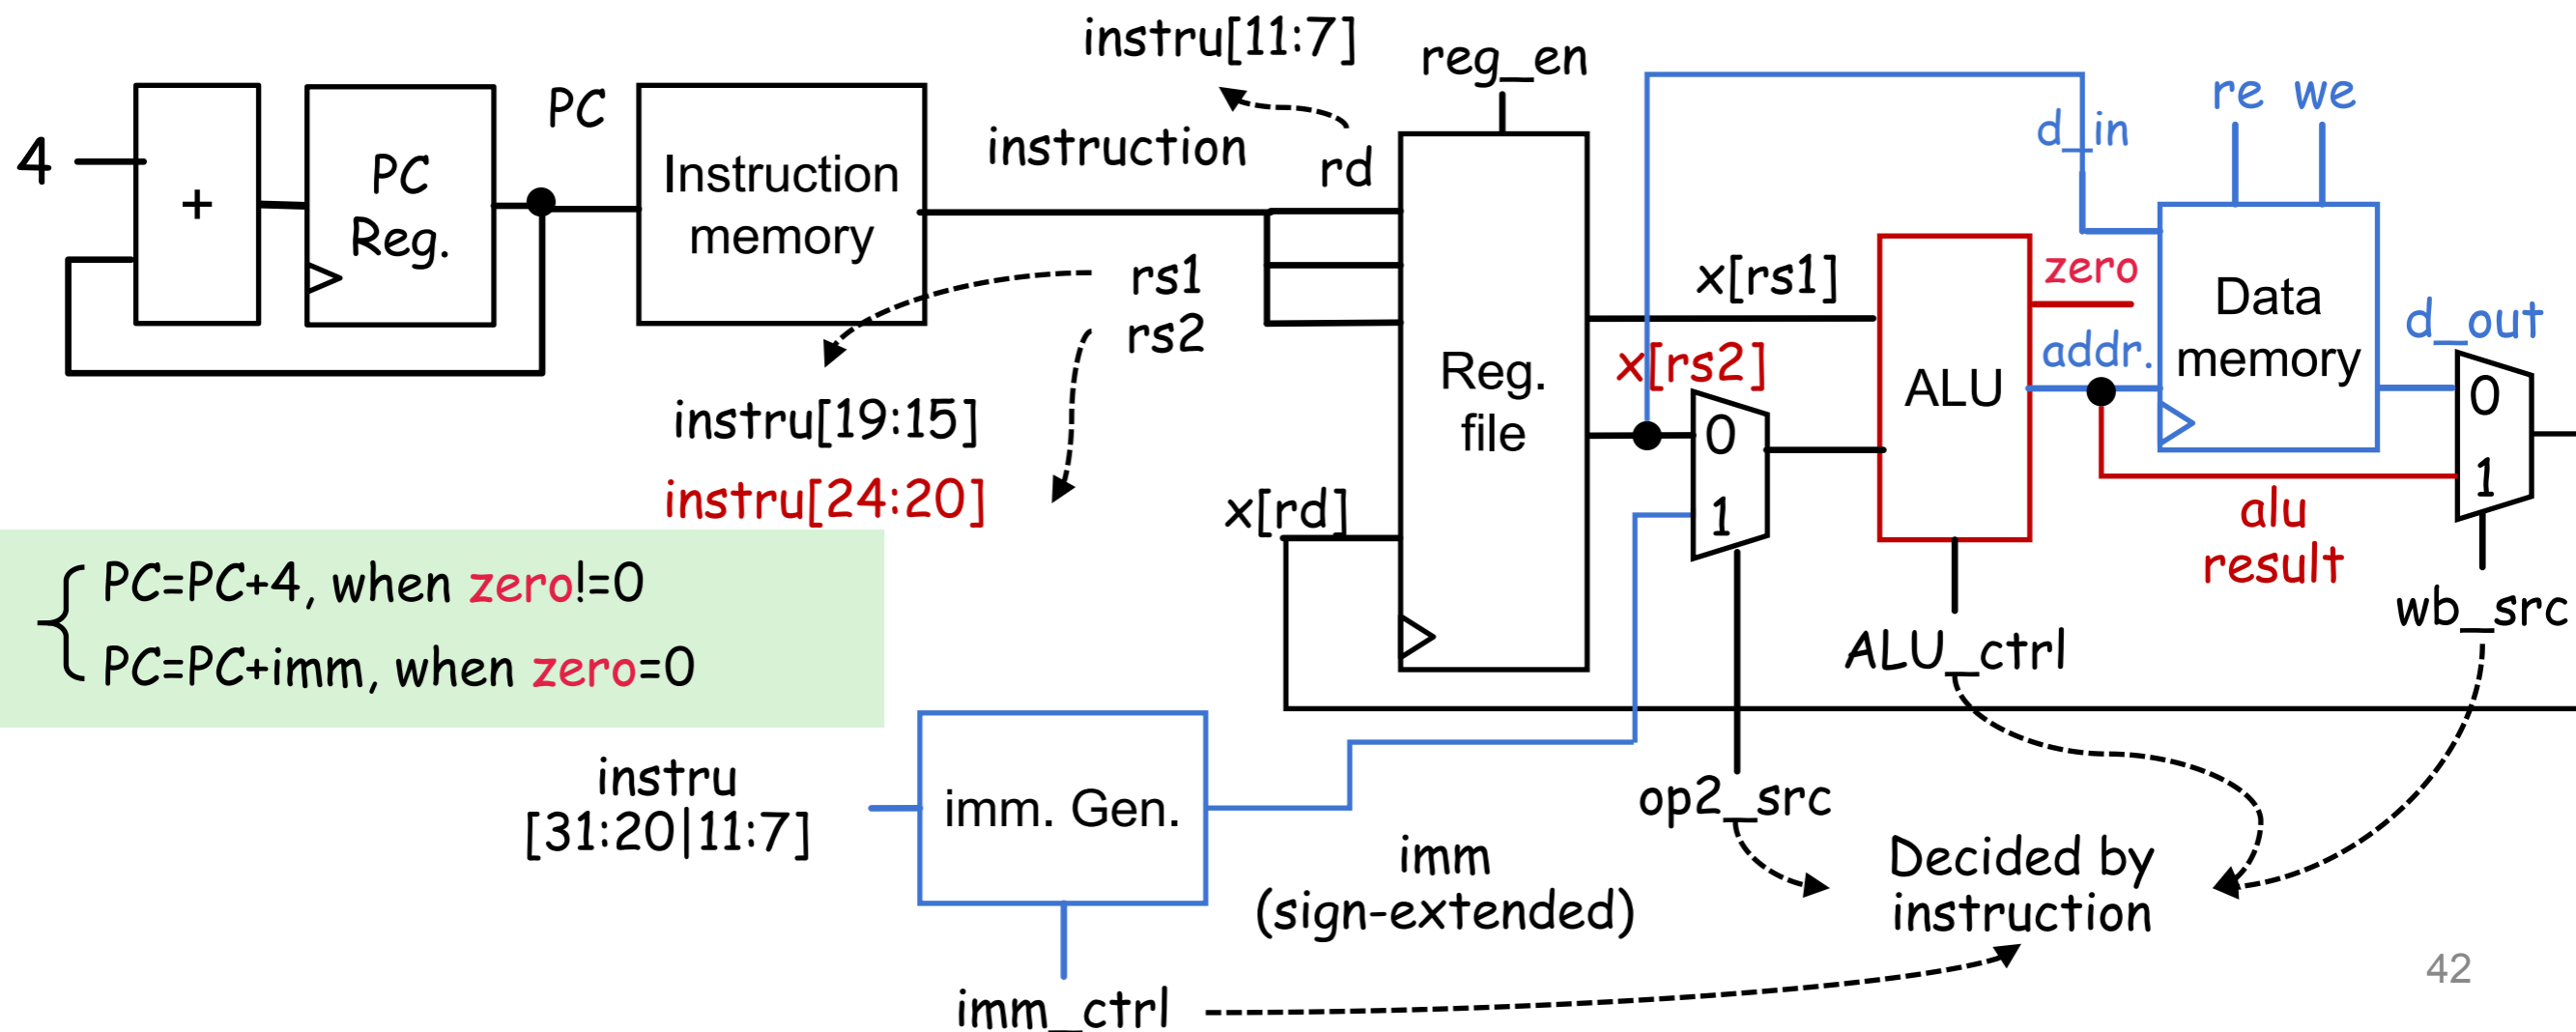 instru[11:7]
reg_en
4
+
PC
Reg.
PC
Instruction
memory
instruction
rd
rs1
rs2
instru[19:15]
instru[24:20]
x[rd]
Reg.
file
x[rs1]
x[rs2]
0
1
ALU
zero
addr.
d_in
re we
Data
memory
d_out
0
1
alu
result
wb_src
ALU_ctrl
PC=PC+4, when zero!=0
PC=PC+imm, when zero=0
instru
[31:20|11:7]
imm. Gen.
imm
(sign-extended)
op2_src
Decided by
instruction
imm_ctrl
42